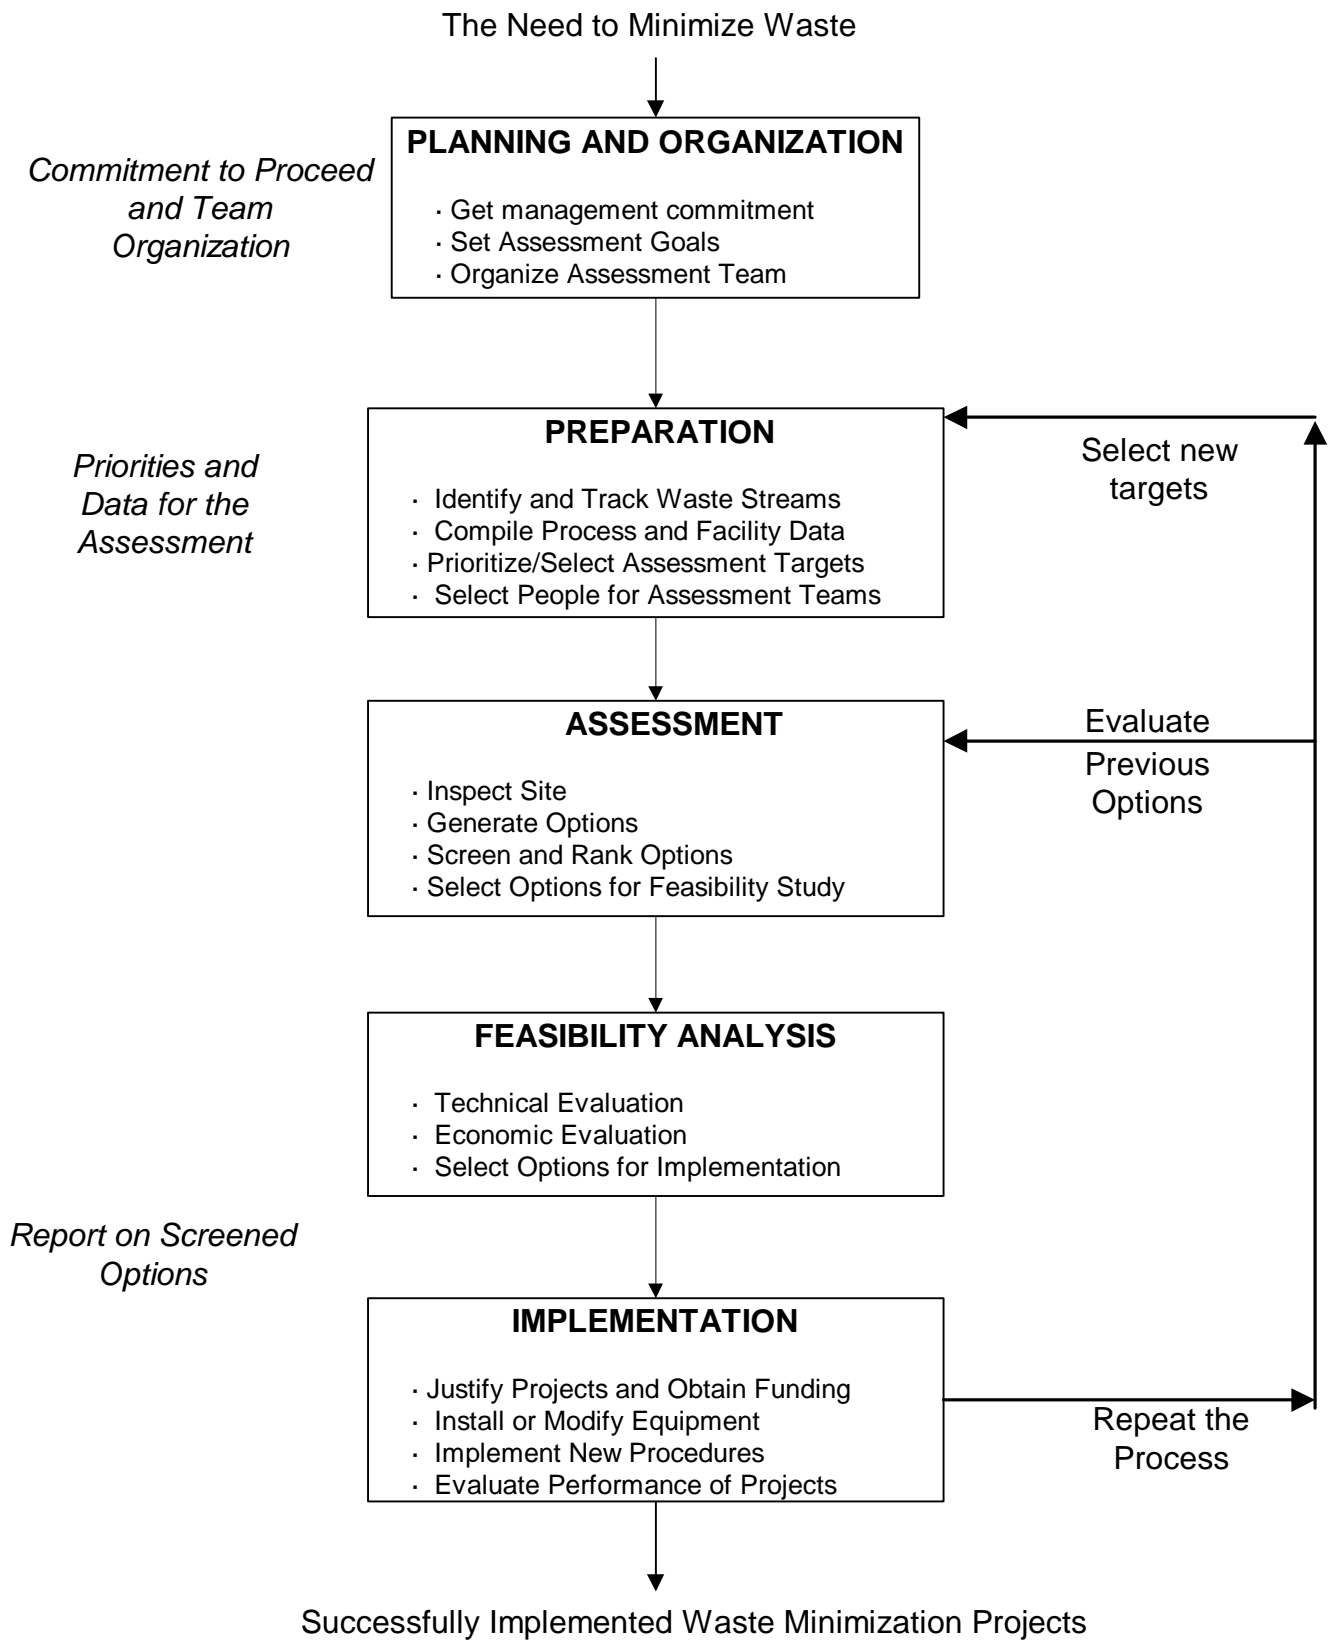 The Need to Minimize Waste
PLANNING AND ORGANIZATION
Commitment to Proceed
and Team
Organization
· Get management commitment
· Set Assessment Goals
· Organize Assessment Team
PREPARATION
Select new
targets
Priorities and
Data for the
Assessment
· Identify and Track Waste Streams
· Compile Process and Facility Data
· Prioritize/Select Assessment Targets
· Select People for Assessment Teams
ASSESSMENT
Evaluate
Previous
Options
· Inspect Site
· Generate Options
· Screen and Rank Options
· Select Options for Feasibility Study
FEASIBILITY ANALYSIS
· Technical Evaluation
· Economic Evaluation
· Select Options for Implementation
Report on Screened
Options
IMPLEMENTATION
· Justify Projects and Obtain Funding
· Install or Modify Equipment
· Implement New Procedures
· Evaluate Performance of Projects
Repeat the
Process
Successfully Implemented Waste Minimization Projects